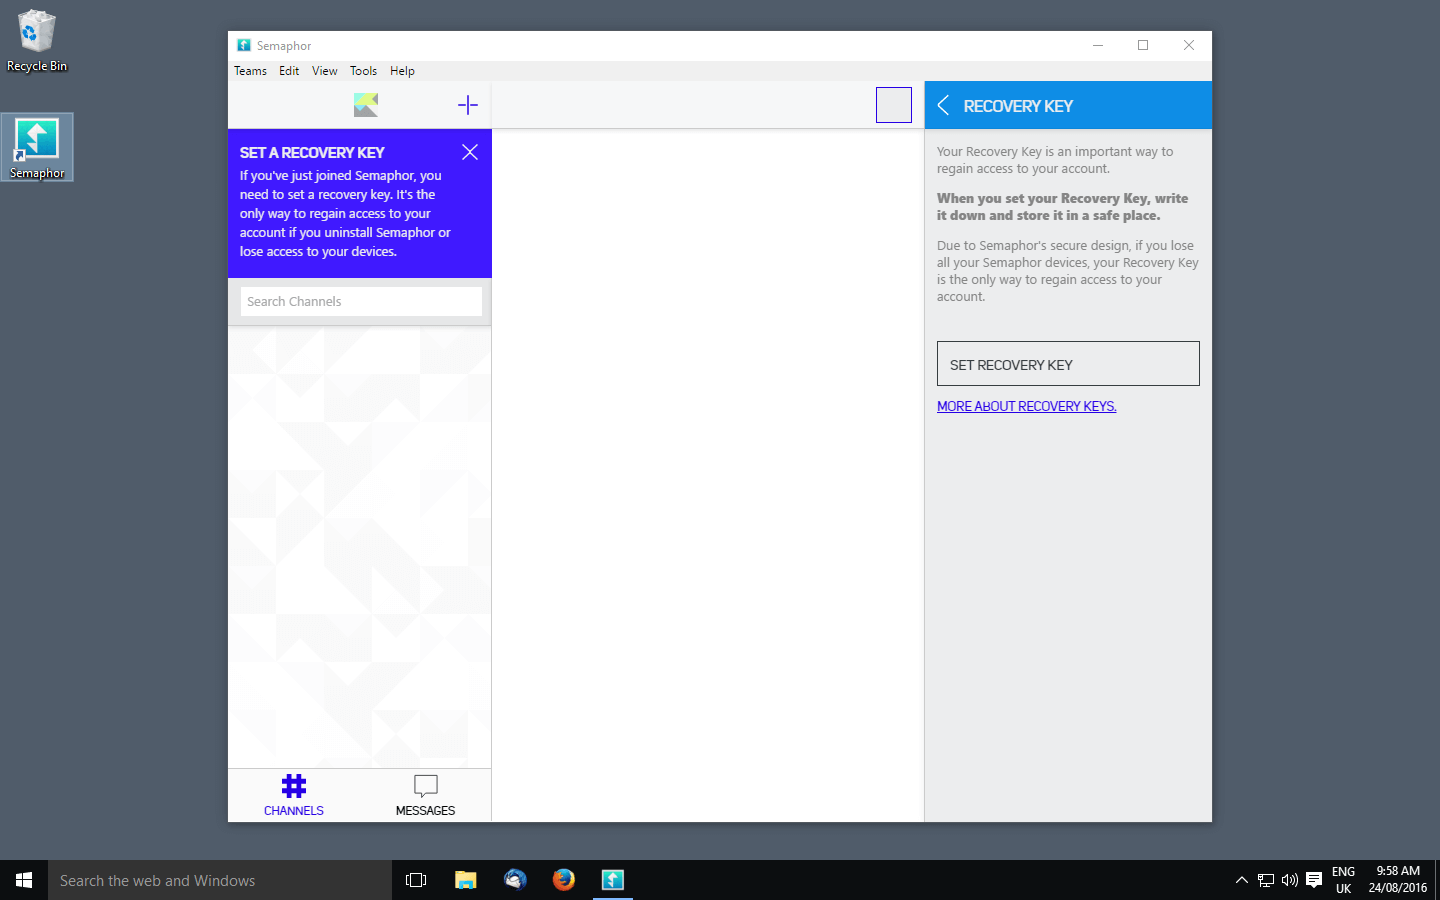 Recycle Bin
Semaphor
Semaphor
Teams Edit View Tools Help
SET A RECOVERY KEY
If you've just joined Semaphor, you
need to set a recovery key. It's the
only way to regain access to your
account if you uninstall Semaphor or
lose access to your devices.
Search Channels
CHANNELS
MESSAGES
RECOVERY KEY
Your Recovery Key is an important way to
regain access to your account.
When you set your Recovery Key, write
it down and store it in a safe place.
Due to Semaphor's secure design, if you lose
all your Semaphor devices, your Recovery Key
is the only way to regain access to your
account.
SET RECOVERY KEY
MORE ABOUT RECOVERY KEYS.
Search the web and Windows
ENG
UK
9:58 AM
24/08/2016